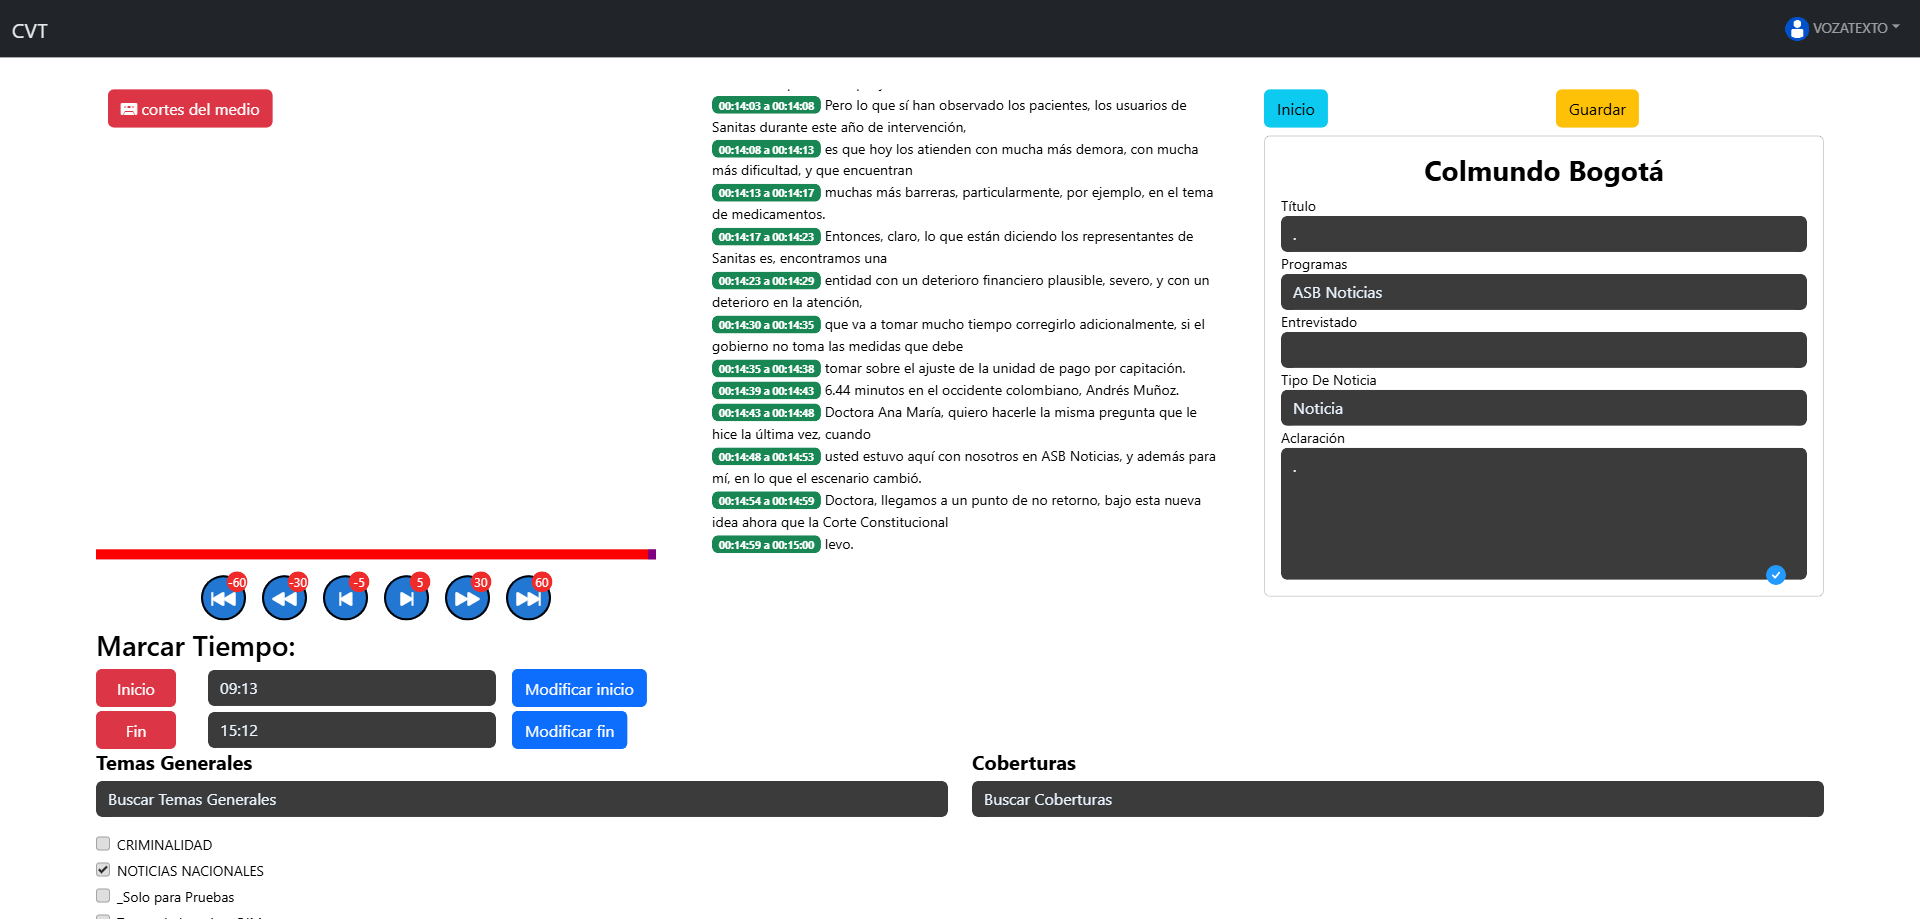 CVT
VOZATEXTO
cortes del medio
00:14:03 a 00:14:08 Pero lo que sí han observado los pacientes, los usuarios de
Sanitas durante este año de intervención,
00:14:08 a 00:14:13 es que hoy los atienden con mucha más demora, con mucha
más dificultad, y que encuentran
00:14:13 a 00:14:17 muchas más barreras, particularmente, por ejemplo, en el tema
de medicamentos.
00:14:17 a 00:14:23 Entonces, claro, lo que están diciendo los representantes de
Sanitas es, encontramos una
00:14:23 a 00:14:29 entidad con un deterioro financiero plausible, severo, y con un
deterioro en la atención,
00:14:30 a 00:14:35 que va a tomar mucho tiempo corregirlo adicionalmente, si el
gobierno no toma las medidas que debe
00:14:35 a 00:14:38 tomar sobre el ajuste de la unidad de pago por capitación.
00:14:39 a 00:14:43 6.44 minutos en el occidente colombiano, Andrés Muñoz.
00:14:43 a 00:14:48 Doctora Ana María, quiero hacerle la misma pregunta que le
hice la última vez, cuando
00:14:48 a 00:14:53 usted estuvo aquí con nosotros en ASB Noticias, y además para
mí, en lo que el escenario cambió.
00:14:54 a 00:14:59 Doctora, llegamos a un punto de no retorno, bajo esta nueva
idea ahora que la Corte Constitucional
00:14:59 a 00:15:00 levo.
Inicio
Guardar
Colmundo Bogotá
Título
.
Programas
ASB Noticias
Entrevistado
Tipo De Noticia
Noticia
Aclaración
.
-60 -30 -5 5 30 60
Marcar Tiempo:
Inicio 09:13 Modificar inicio
Fin 15:12 Modificar fin
Temas Generales
Buscar Temas Generales
CRIMINALIDAD
NOTICIAS NACIONALES
_Solo para Pruebas
Coberturas
Buscar Coberturas